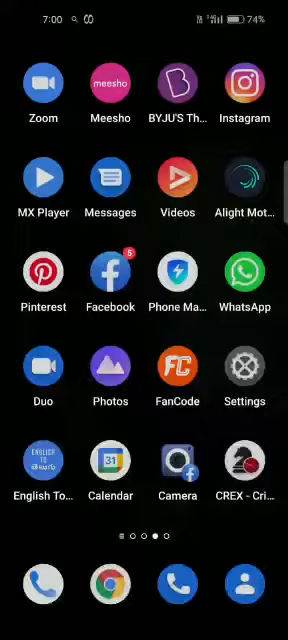 7:00 74%
Zoom Meesho BYJU'S Th... Instagram
MX Player Messages Videos Alight Mot...
Pinterest Facebook Phone Ma... WhatsApp
Duo Photos FanCode Settings
English To... Calendar Camera CREX - Cri...
meesho
5
FC
ENGLISH
TO
31